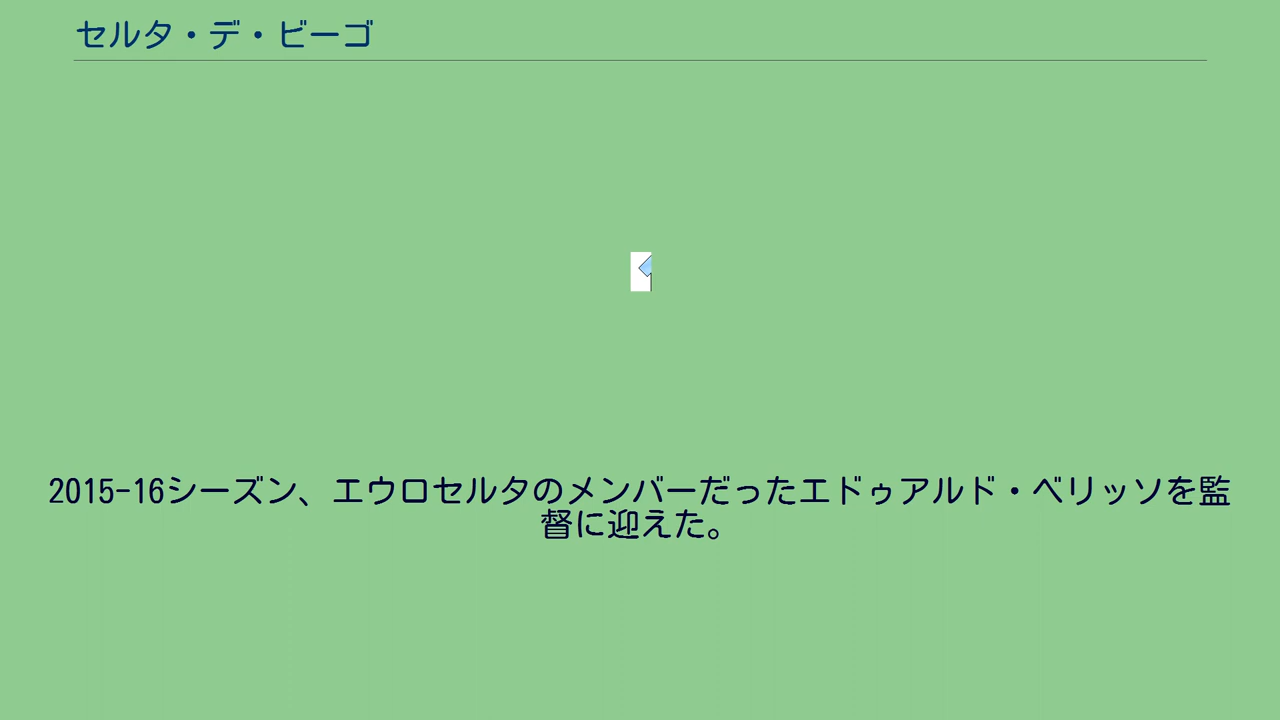 セルタ・デ・ビーゴ
2015-16シーズン、エウロセルタのメンバーだったエドゥアルド・ベリッソを監
督に迎えた。